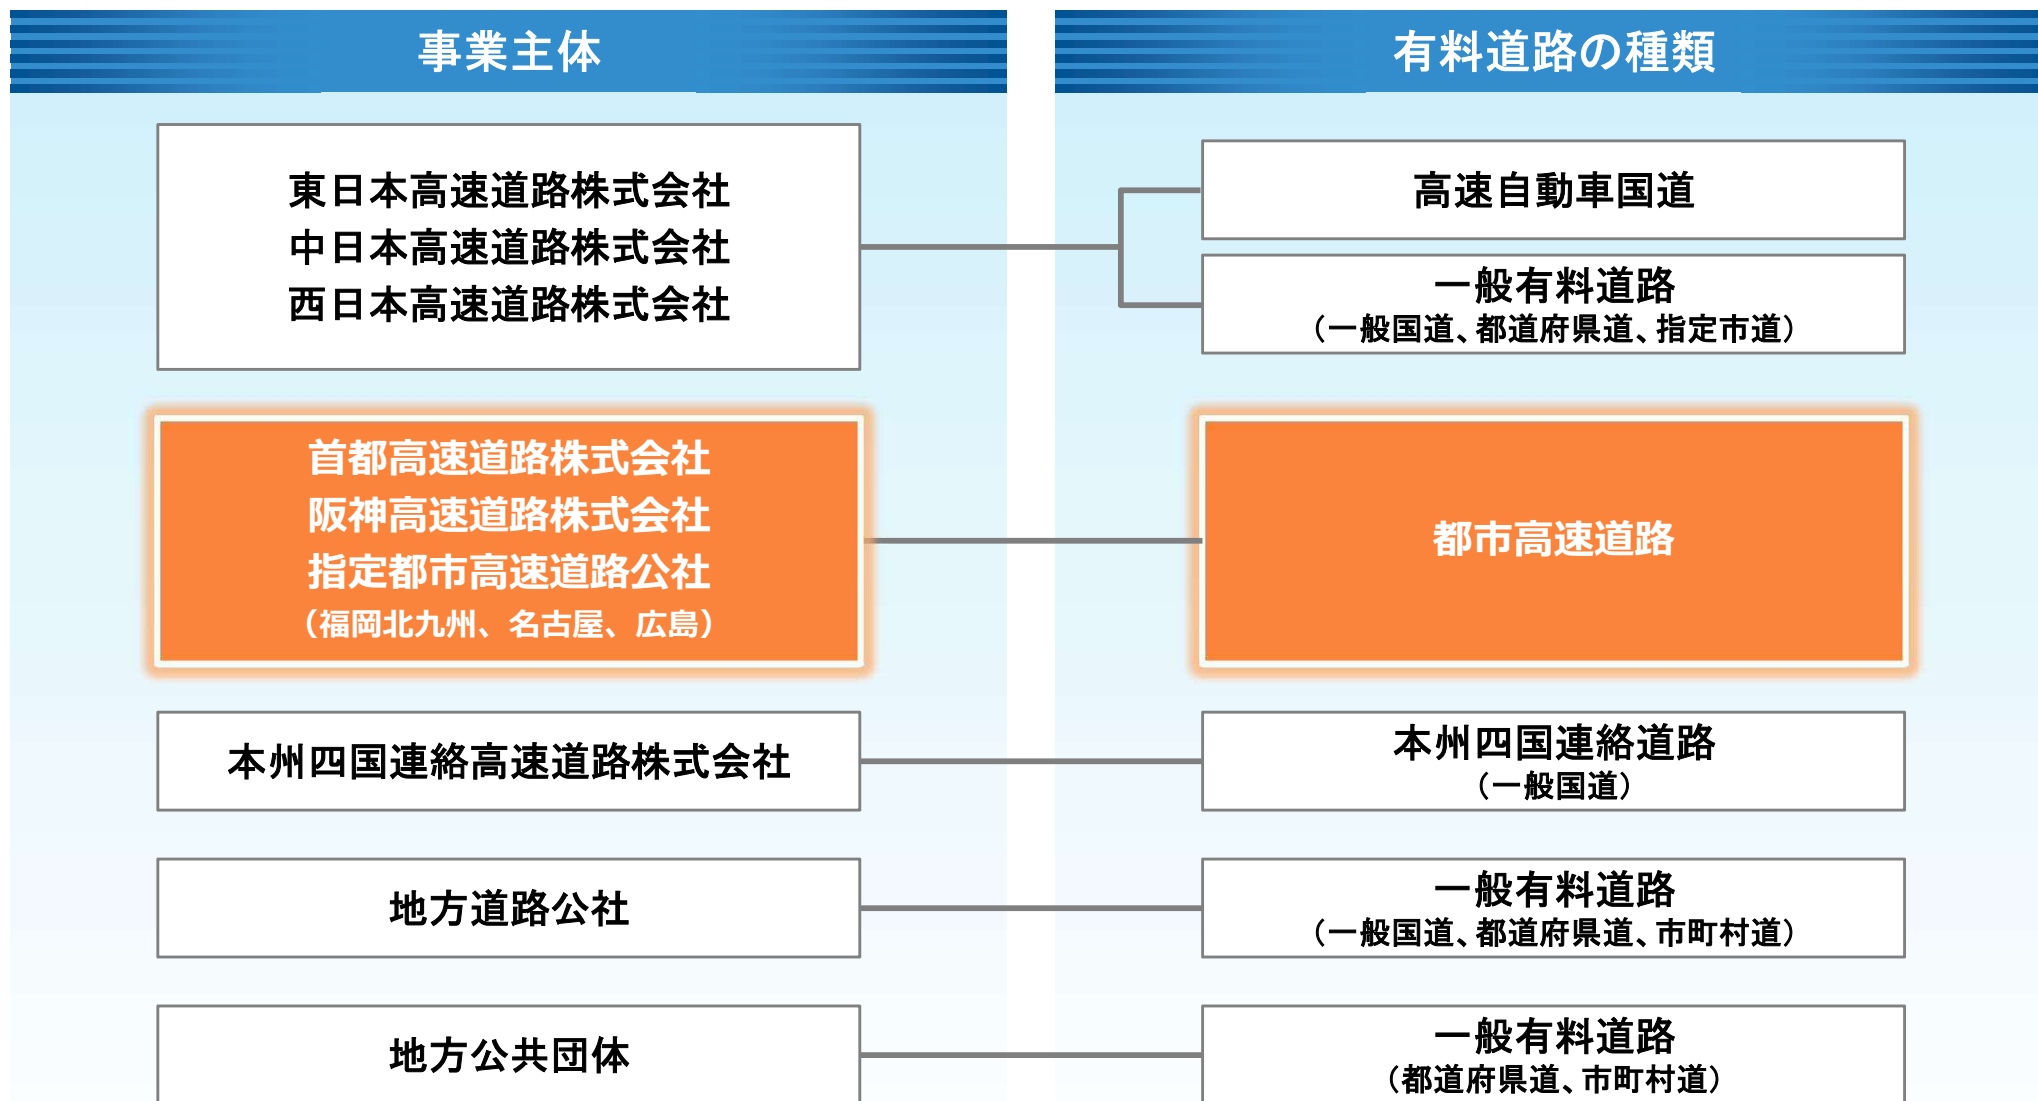 事業主体
有料道路の種類
東日本高速道路株式会社
中日本高速道路株式会社
西日本高速道路株式会社
高速自動車国道
一般有料道路
（一般国道、都道府県道、指定市道）
首都高速道路株式会社
阪神高速道路株式会社
指定都市高速道路公社
（福岡北九州、名古屋、広島）
都市高速道路
本州四国連絡高速道路株式会社
本州四国連絡道路
（一般国道）
地方道路公社
一般有料道路
（一般国道、都道府県道、市町村道）
地方公共団体
一般有料道路
（都道府県道、市町村道）